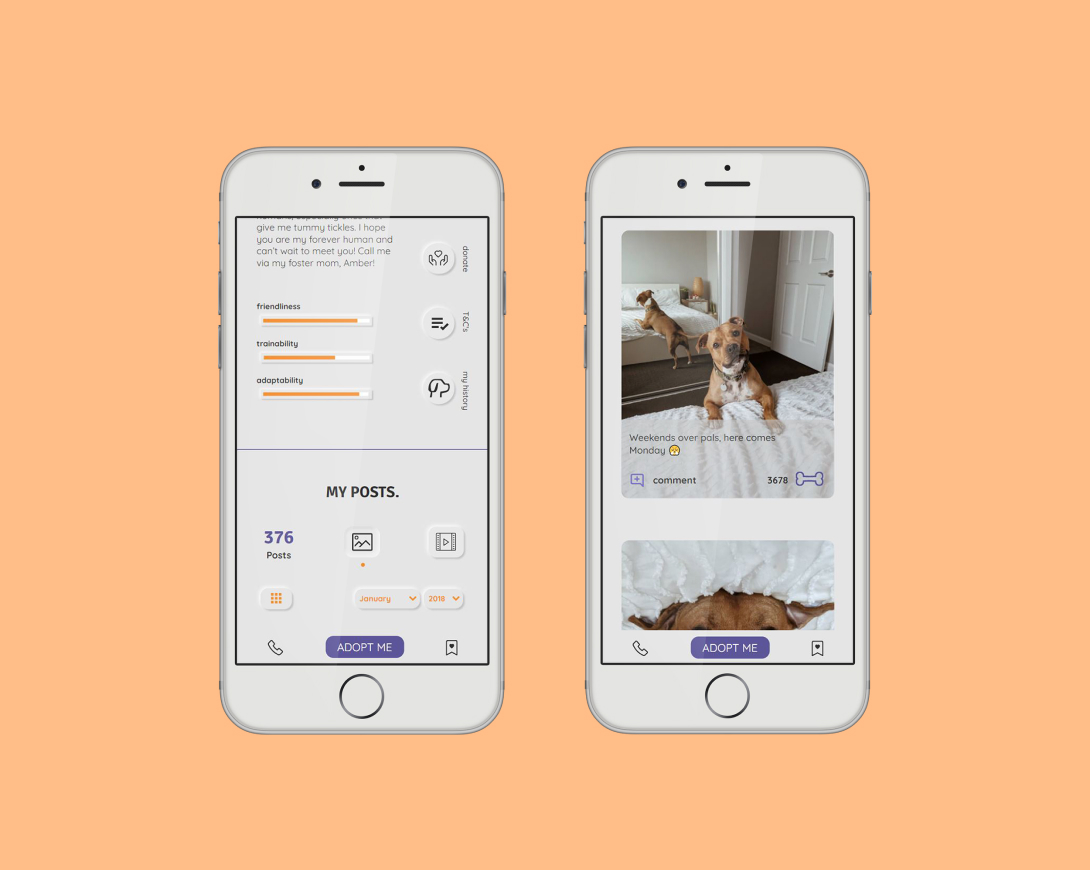 give me tummy tickles. I hope
you are my forever human and
can't wait to meet you! Call me
via my foster mom, Amber!
donate
friendliness
T&Cs
trainability
adaptability
my history
MY POSTS.
376
Posts
January
2018
ADOPT ME
Weekends over pals, here comes
Monday 😷
comment
3678
ADOPT ME